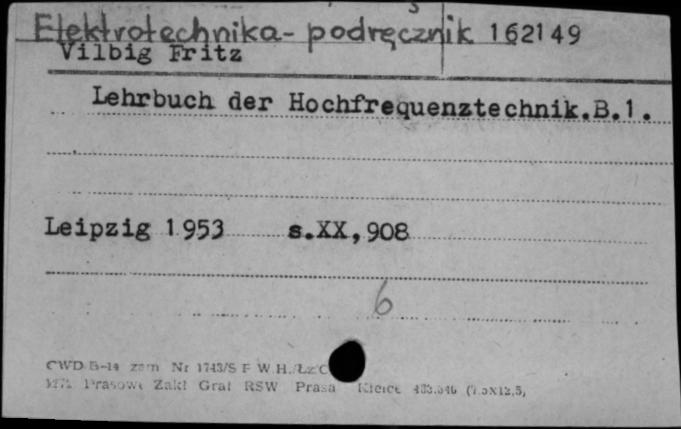 Elektrotechnika - podręcznik 162149
Vilbig Fritz
Lehrbuch der Hochfrequenztechnik.B.1.
Leipzig 1953 s.XX,908
6
CWD B-14 zam Nr 1743/S F W.H.
Prasowe Zakł Graf RSW Prasa Kielce